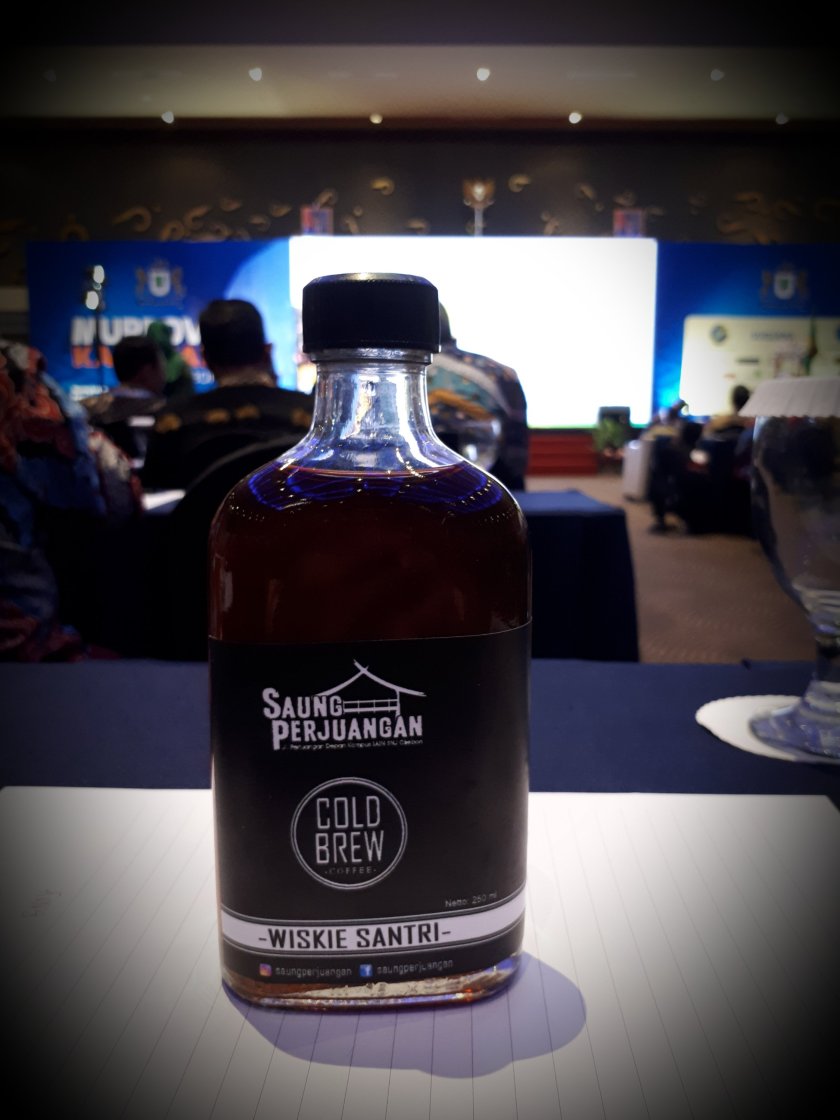 SAUNG
PERJUANGAN
COLD
BREW
-COFFEE-
Netto: 250 ml
-WISKIE SANTRI-
saungperjuangan saungperjuangan